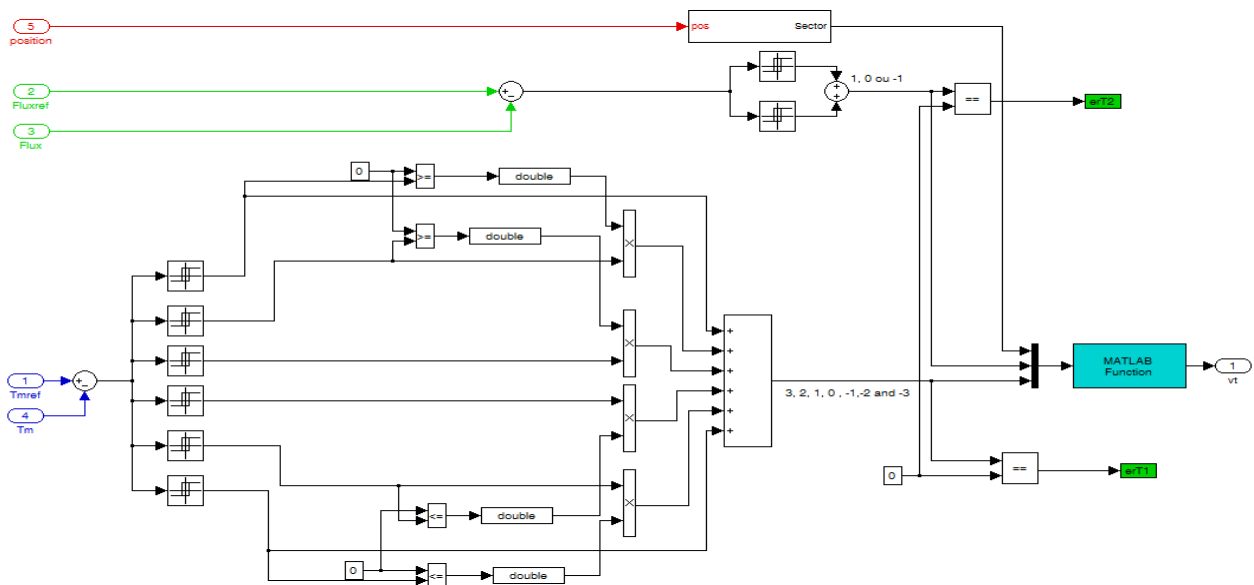 5
position
pos
Sector
2
Fluxref
3
Flux
+
−
+
+
1, 0 ou -1
==
erT2
0
>=
double
>=
double
×
×
×
×
1
Tmref
4
Tm
+
−
+
+
+
+
+
+
3, 2, 1, 0 , -1,-2 and -3
MATLAB
Function
1
vt
0
==
erT1
0
<=
double
0
<=
double